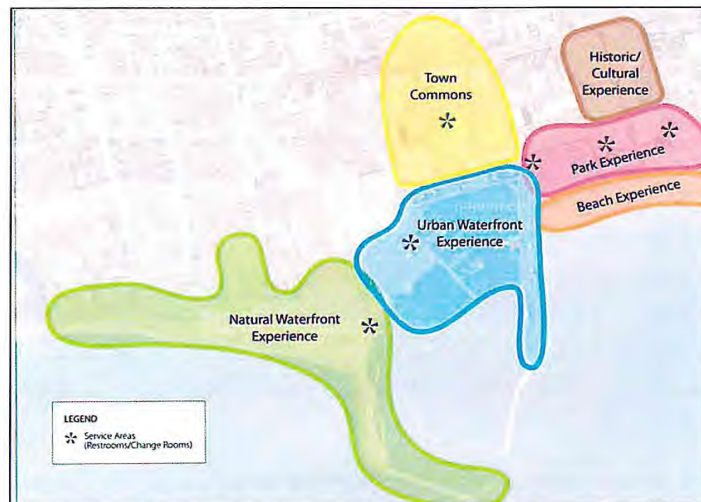 Town
Commons
Historic/
Cultural
Experience
Park Experience
Beach Experience
Urban Waterfront
Experience
Natural Waterfront
Experience
LEGEND
Service Areas
(Restrooms/Change Rooms)